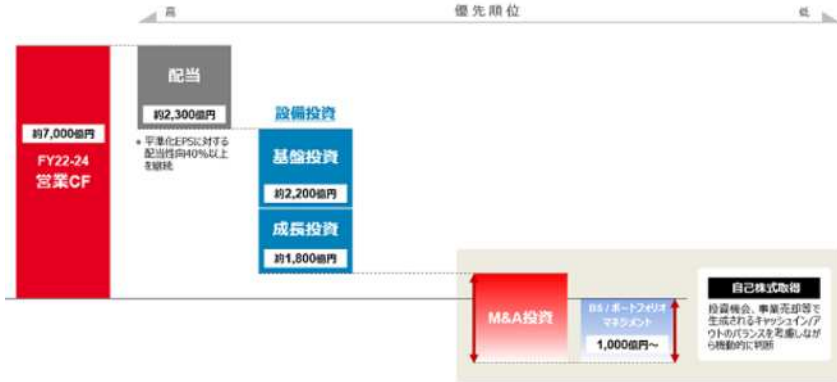 高 優先順位 低
配当
約2,300億円
* 平準化EPSに対する
配当性向40%以上
を継続
約7,000億円
FY22-24
営業CF
設備投資
基盤投資
約2,200億円
成長投資
約1,800億円
M&A投資
BS / ポートフォリオ
マネジメント
1,000億円～
自己株式取得
投資機会、事業売却等で
生成されるキャッシュイン/ア
ウトのバランスを考慮しなが
ら機動的に判断